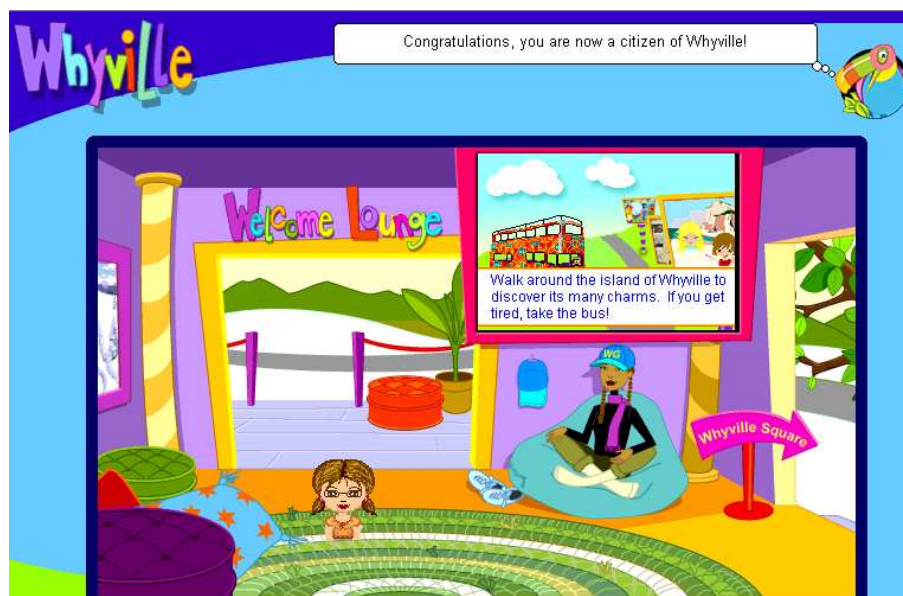 Whyville
Congratulations, you are now a citizen of Whyville!
Welcome Lounge
Walk around the island of Whyville to
discover its many charms. If you get
tired, take the bus!
WG
Whyville Square